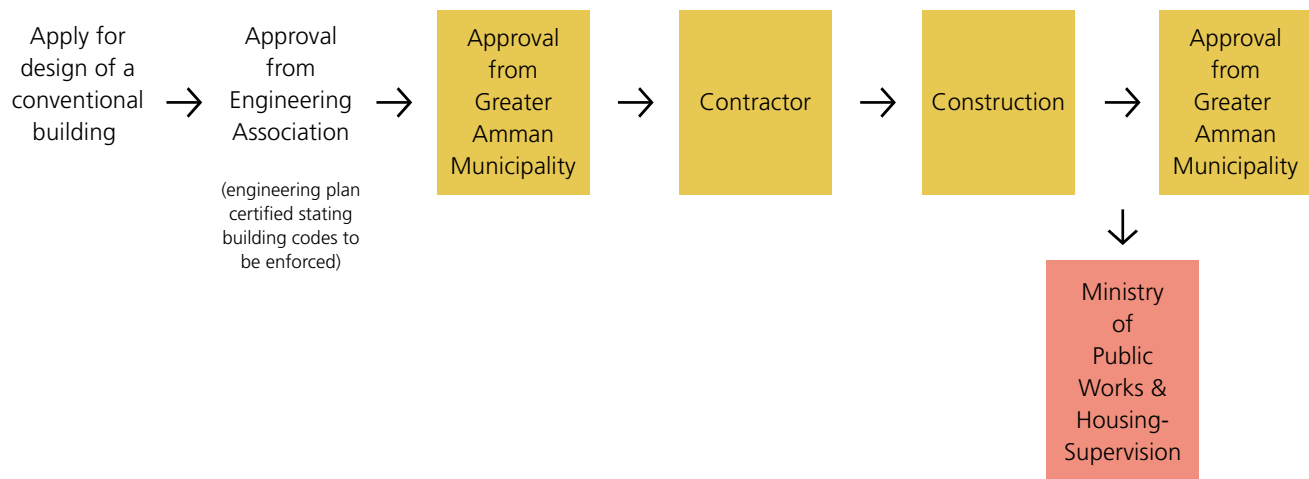 Apply for
design of a
conventional
building
Approval
from
Engineering
Association
(engineering plan
certified stating
building codes to
be enforced)
Approval
from
Greater
Amman
Municipality
Contractor
Construction
Approval
from
Greater
Amman
Municipality
Ministry
of
Public
Works &
Housing-
Supervision